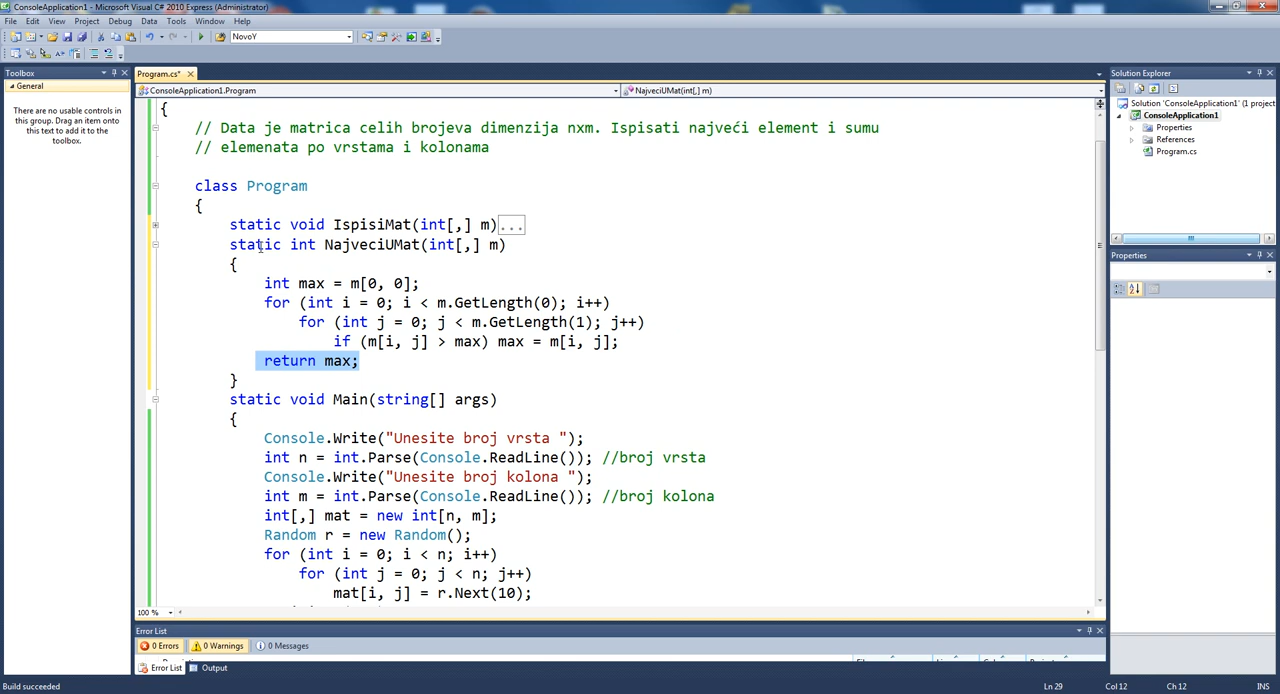 ConsoleApplication1 - Microsoft Visual C# 2010 Express (Administrator)
File Edit View Project Debug Data Tools Window Help
NovoY
Toolbox
General
There are no usable controls in
this group. Drag an item onto
this text to add it to the
toolbox.
Program.cs*
ConsoleApplication1.Program
NajveciUMat(int[,] m)
{
// Data je matrica celih brojeva dimenzija nxm. Ispisati najveći element i sumu
// elemenata po vrstama i kolonama
class Program
{
static void IspisiMat(int[,] m)...
static int NajveciUMat(int[,] m)
{
int max = m[0, 0];
for (int i = 0; i < m.GetLength(0); i++)
for (int j = 0; j < m.GetLength(1); j++)
if (m[i, j] > max) max = m[i, j];
return max;
}
static void Main(string[] args)
{
Console.Write("Unesite broj vrsta ");
int n = int.Parse(Console.ReadLine()); //broj vrsta
Console.Write("Unesite broj kolona ");
int m = int.Parse(Console.ReadLine()); //broj kolona
int[,] mat = new int[n, m];
Random r = new Random();
for (int i = 0; i < n; i++)
for (int j = 0; j < n; j++)
mat[i, j] = r.Next(10);
100 %
Solution Explorer
Solution 'ConsoleApplication1' (1 project
ConsoleApplication1
Properties
References
Program.cs
Properties
Error List
0 Errors
0 Warnings
0 Messages
Error List
Output
Build succeeded
Ln 29
Col 12
Ch 12
INS